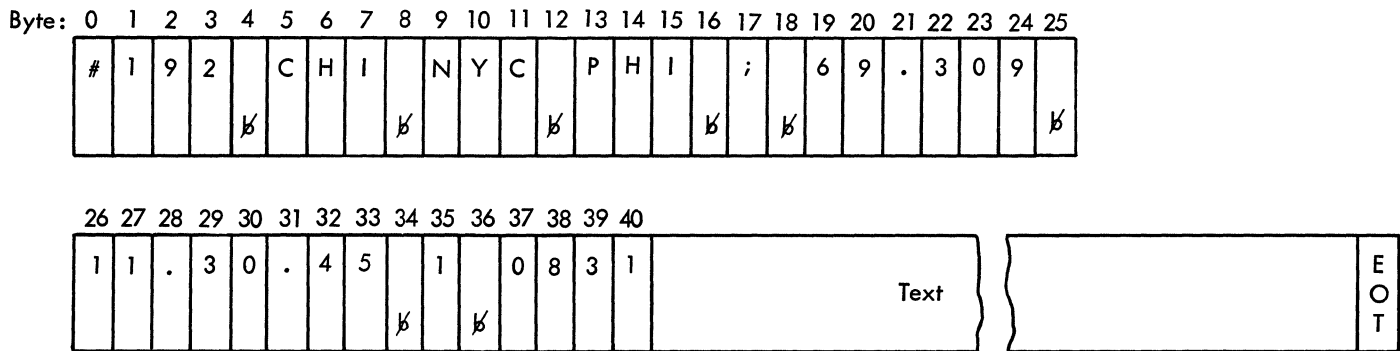 Byte: 0 1 2 3 4 5 6 7 8 9 10 11 12 13 14 15 16 17 18 19 20 21 22 23 24 25
# 1 9 2 ␢ C H I ␢ N Y C ␢ P H I ␢ ; ␢ 6 9 . 3 0 9 ␢
26 27 28 29 30 31 32 33 34 35 36 37 38 39 40
1 1 . 3 0 . 4 5 ␢ 1 ␢ 0 8 3 1 Text EOT